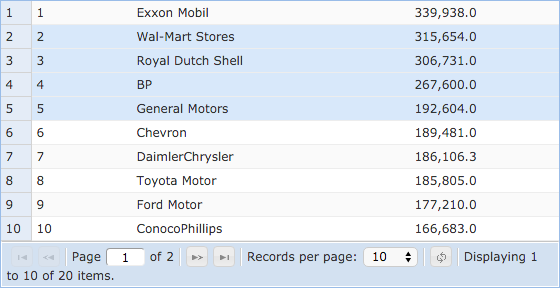 1 1 Exxon Mobil 339,938.0
2 2 Wal-Mart Stores 315,654.0
3 3 Royal Dutch Shell 306,731.0
4 4 BP 267,600.0
5 5 General Motors 192,604.0
6 6 Chevron 189,481.0
7 7 DaimlerChrysler 186,106.3
8 8 Toyota Motor 185,805.0
9 9 Ford Motor 177,210.0
10 10 ConocoPhillips 166,683.0
Page 1 of 2 Records per page: 10 Displaying 1
to 10 of 20 items.